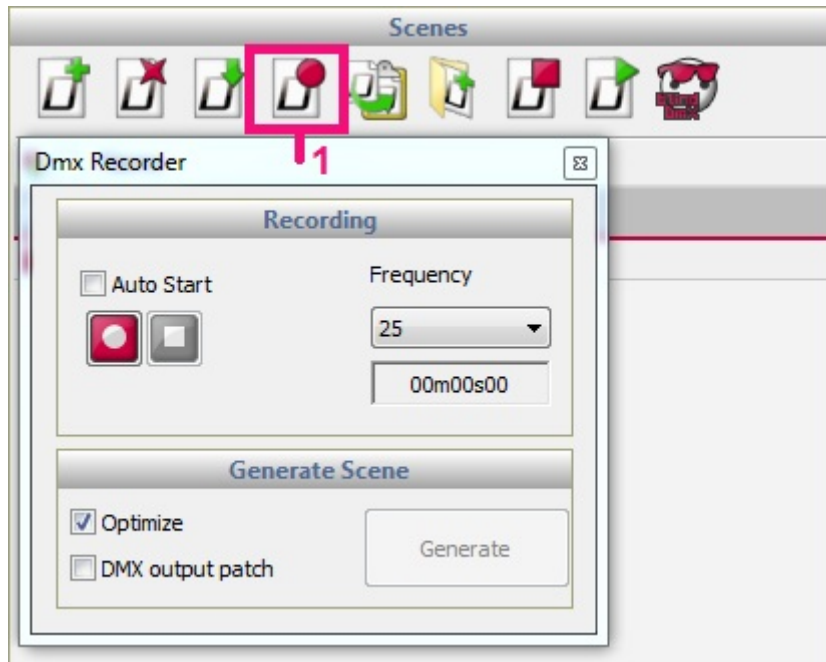 Scenes
1
Dmx Recorder
Recording
Auto Start
Frequency
25
00m00s00
Generate Scene
Optimize
DMX output patch
Generate